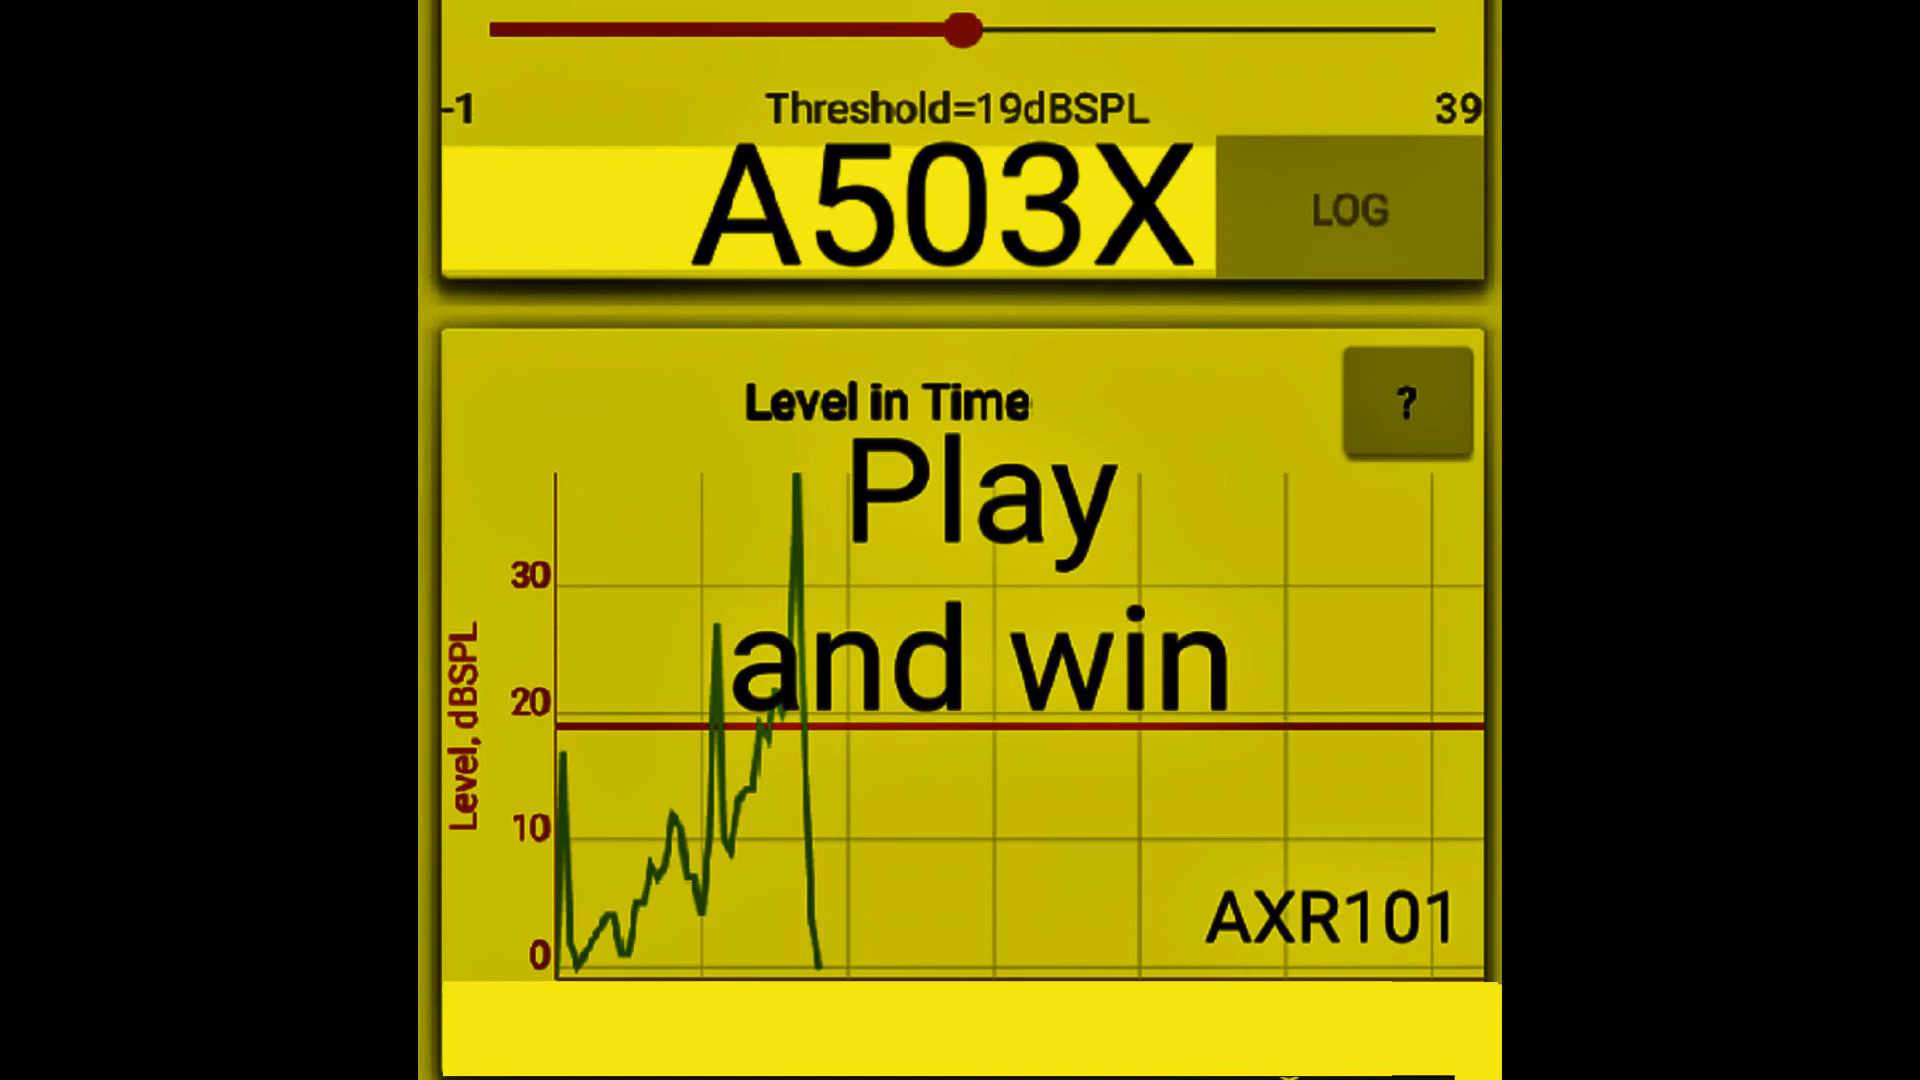 -1 Threshold=19dBSPL 39
A503X LOG
Level in Time ?
Play
and win
30
20
10
0
Level, dBSPL
AXR101